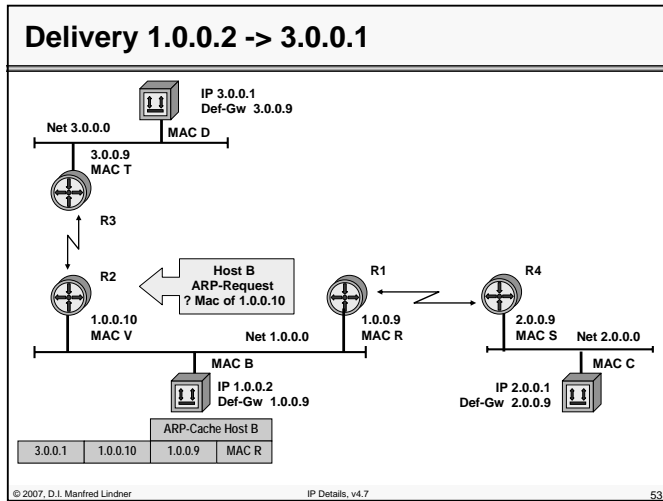 Delivery 1.0.0.2 -> 3.0.0.1
IP 3.0.0.1
Def-Gw 3.0.0.9
MAC D
Net 3.0.0.0
3.0.0.9
MAC T
R3
R2
Host B
ARP-Request
? Mac of 1.0.0.10
R1
R4
1.0.0.10
MAC V
Net 1.0.0.0
1.0.0.9
MAC R
2.0.0.9
MAC S
Net 2.0.0.0
MAC B
MAC C
IP 1.0.0.2
Def-Gw 1.0.0.9
IP 2.0.0.1
Def-Gw 2.0.0.9
ARP-Cache Host B
3.0.0.1 1.0.0.10 1.0.0.9 MAC R
© 2007, D.I. Manfred Lindner IP Details, v4.7 53